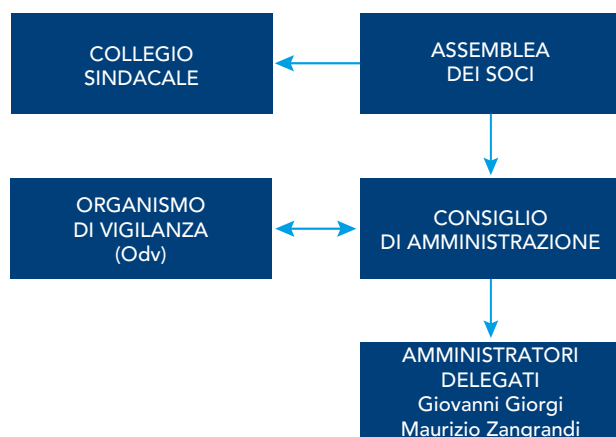 COLLEGIO
SINDACALE
ASSEMBLEA
DEI SOCI
ORGANISMO
DI VIGILANZA
(Odv)
CONSIGLIO
DI AMMINISTRAZIONE
AMMINISTRATORI
DELEGATI
Giovanni Giorgi
Maurizio Zangrandi